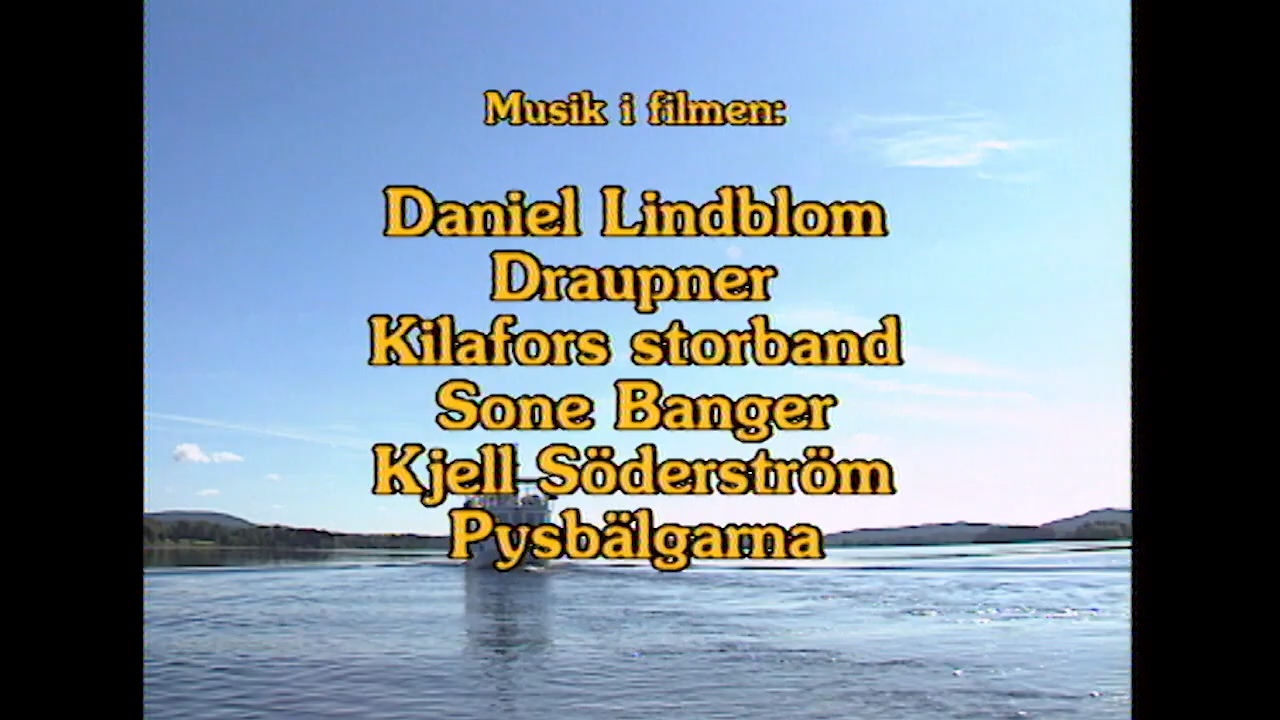 Musik i filmen:
Daniel Lindblom
Draupner
Kilafors storband
Sone Banger
Kjell Söderström
Pysbälgarna